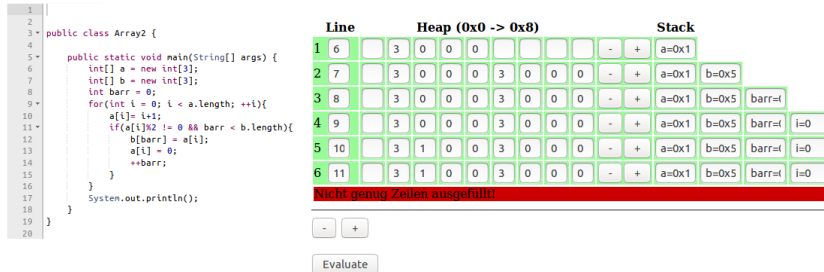 1
2
3 public class Array2 {
4
5 public static void main(String[] args) {
6 int[] a = new int[3];
7 int[] b = new int[3];
8 int barr = 0;
9 for(int i = 0; i < a.length; ++i){
10 a[i]= i+1;
11 if(a[i]%2 != 0 && barr < b.length){
12 b[barr] = a[i];
13 a[i] = 0;
14 ++barr;
15 }
16 }
17 System.out.println();
18 }
19 }
20
Line Heap (0x0 -> 0x8) Stack
1 6 3 0 0 0 - + a=0x1
2 7 3 0 0 0 3 0 0 0 - + a=0x1 b=0x5
3 8 3 0 0 0 3 0 0 0 - + a=0x1 b=0x5 barr=(
4 9 3 0 0 0 3 0 0 0 - + a=0x1 b=0x5 barr=( i=0
5 10 3 1 0 0 3 0 0 0 - + a=0x1 b=0x5 barr=( i=0
6 11 3 1 0 0 3 0 0 0 - + a=0x1 b=0x5 barr=( i=0
Nicht genug Zeilen ausgefüllt!
- +
Evaluate